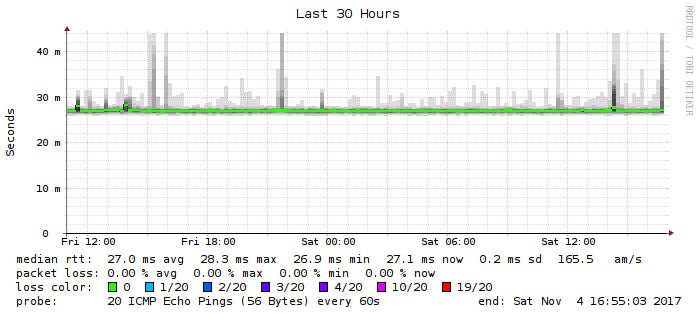 Last 30 Hours
RRDTOOL / TOBI OETIKER
Seconds
40 m
30 m
20 m
10 m
0
Fri 12:00 Fri 18:00 Sat 00:00 Sat 06:00 Sat 12:00
median rtt: 27.0 ms avg 28.3 ms max 26.9 ms min 27.1 ms now 0.2 ms sd 165.5 am/s
packet loss: 0.00 % avg 0.00 % max 0.00 % min 0.00 % now
loss color: 0 1/20 2/20 3/20 4/20 10/20 19/20
probe: 20 ICMP Echo Pings (56 Bytes) every 60s end: Sat Nov 4 16:55:03 2017